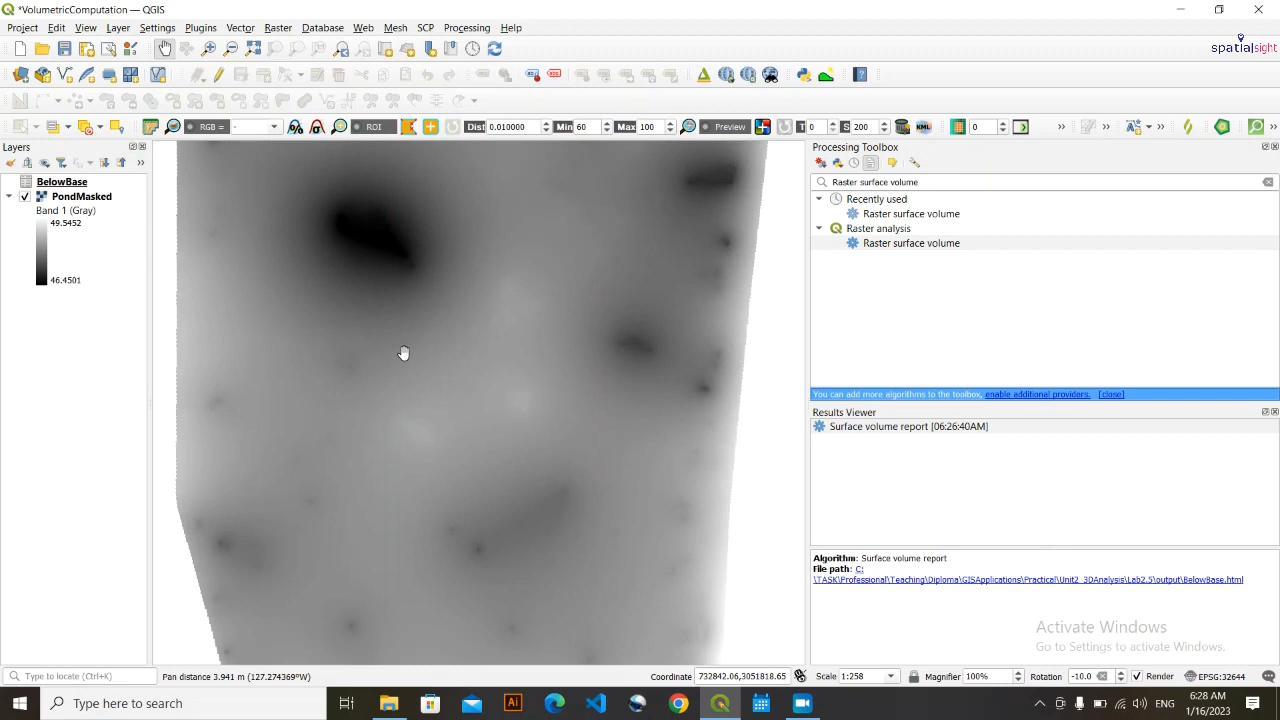 *VolumetricComputation — QGIS
Project Edit View Layer Settings Plugins Vector Raster Database Web Mesh SCP Processing Help
spatialsight
RGB = - ROI Dist 0.010000 Min 60 Max 100 Preview T 0 S 200 KML 0
Layers
BelowBase
PondMasked
Band 1 (Gray)
49.5452
46.4501
Processing Toolbox
Raster surface volume
Recently used
Raster surface volume
Raster analysis
Raster surface volume
You can add more algorithms to the toolbox, enable additional providers. [close]
Results Viewer
Surface volume report [06:26:40AM]
Algorithm: Surface volume report
File path: C:
\TASK\Professional\Teaching\Diploma\GISApplications\Practical\Unit2_3DAnalysis\Lab2.5\output\BelowBase.html
Activate Windows
Go to Settings to activate Windows.
Type to locate (Ctrl+K) Pan distance 3.941 m (127.274369°W) Coordinate 732842.06,3051818.65 Scale 1:258 Magnifier 100% Rotation -10.0 Render EPSG:32644
Type here to search
Ai
ENG
6:28 AM
1/16/2023